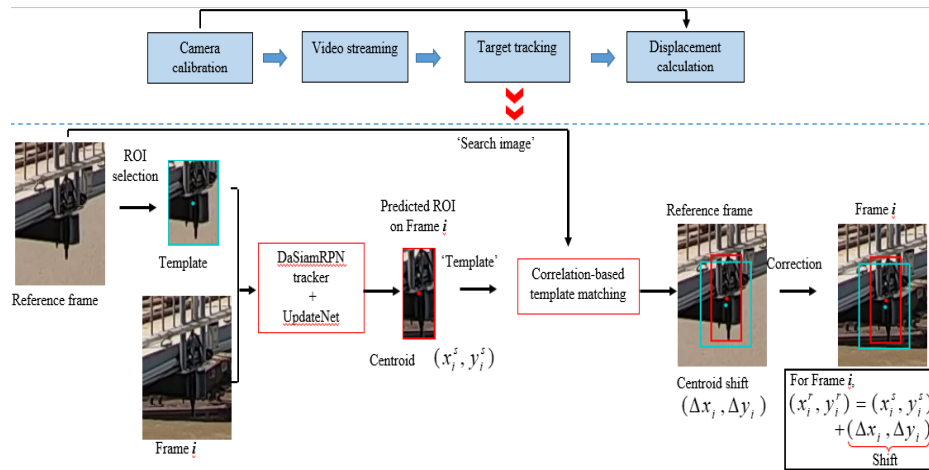 Camera
calibration
Video streaming
Target tracking
Displacement
calculation
'Search image'
ROI
selection
Template
Reference frame
Frame i
DaSiamRPN
tracker
+
UpdateNet
Predicted ROI
on Frame i
Centroid (x_i^s, y_i^s)
'Template'
Correlation-based
template matching
Reference frame
Centroid shift
(Δx_i, Δy_i)
Correction
Frame i
For Frame i,
(x_i^r, y_i^r) = (x_i^s, y_i^s)
+(Δx_i, Δy_i)
Shift